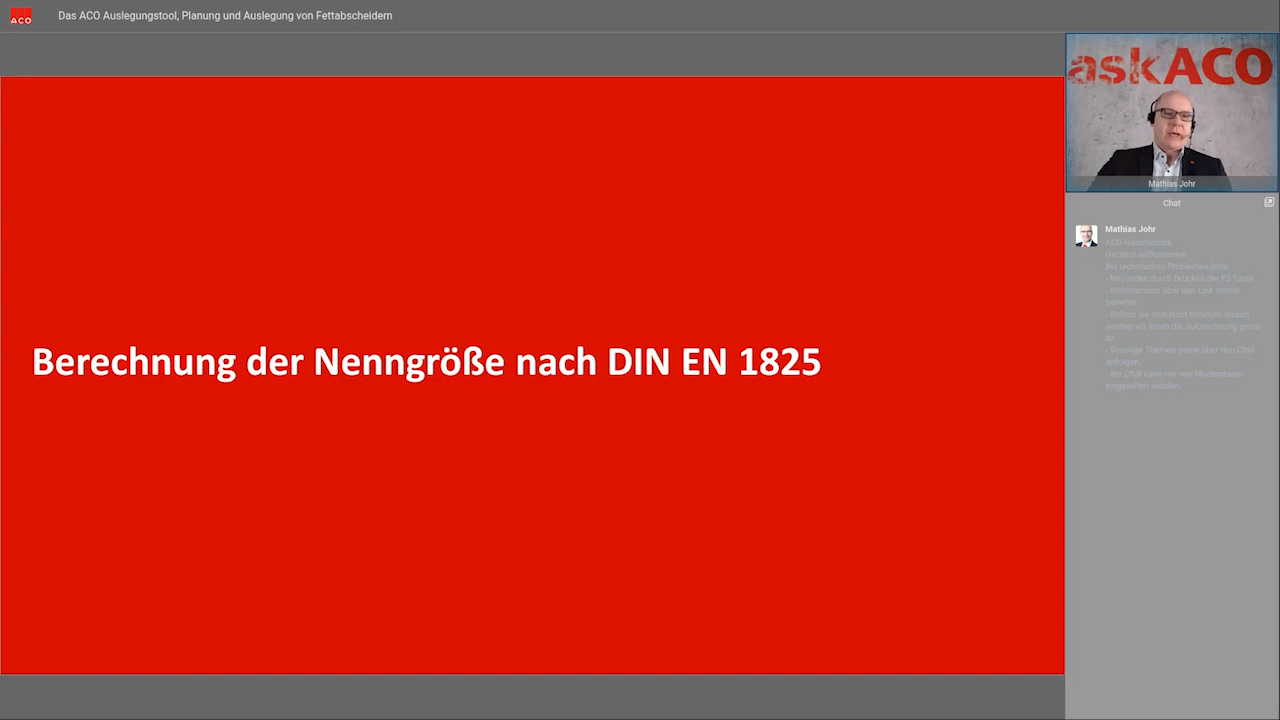 ACO
Das ACO Auslegungstool, Planung und Auslegung von Fettabscheidern
askACO
Mathias Johr
Chat
Berechnung der Nenngröße nach DIN EN 1825
Mathias Johr
ACO Haustechnik
Herzlich willkommen!
Bei technischen Problemen bitte:
- Neu laden durch Drücken der F5 Taste
- Webinarraum über den Link erneut
betreten
- Sollten sie sich nicht beheben lassen
senden wir Ihnen die Aufzeichnung gerne
zu
- Sonstige Themen gerne über den Chat
anfragen,
- der Chat kann nur von Moderatoren
eingesehen werden.